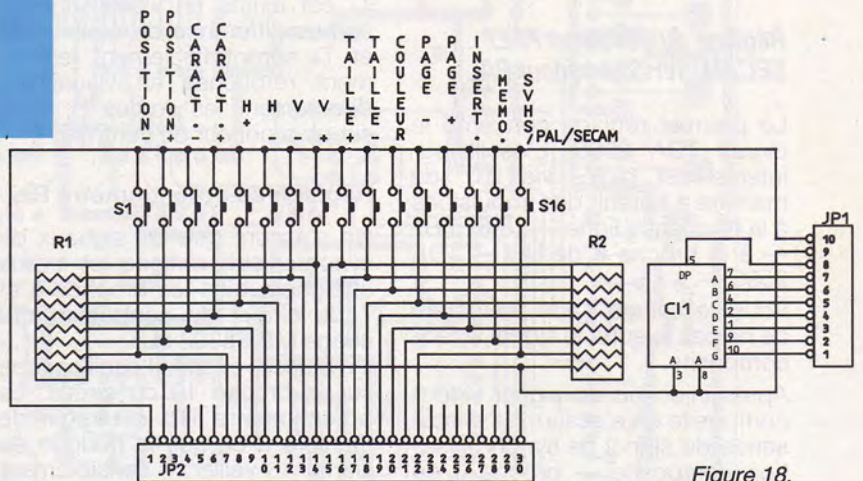 POSITION -
POSITION +
CARACT -
CARACT +
H +
H -
V -
V +
TAILLE -
TAILLE +
COULEUR
PAGE -
PAGE +
INSERT
MEMO.
SVHS/PAL/SECAM
S1
S16
R1
R2
JP1
10
9
8
7
6
5
4
3
2
1
CI1
5
DP
A 7
B 6
C 4
D 2
E 1
F 9
G 10
A A
3 8
1 2 3 4 5 6 7 8 9 10 11 12 13 14 15 16 17 18 19 20 21 22 23 24 25 26 27 28 29 30
JP2
Figure 18.